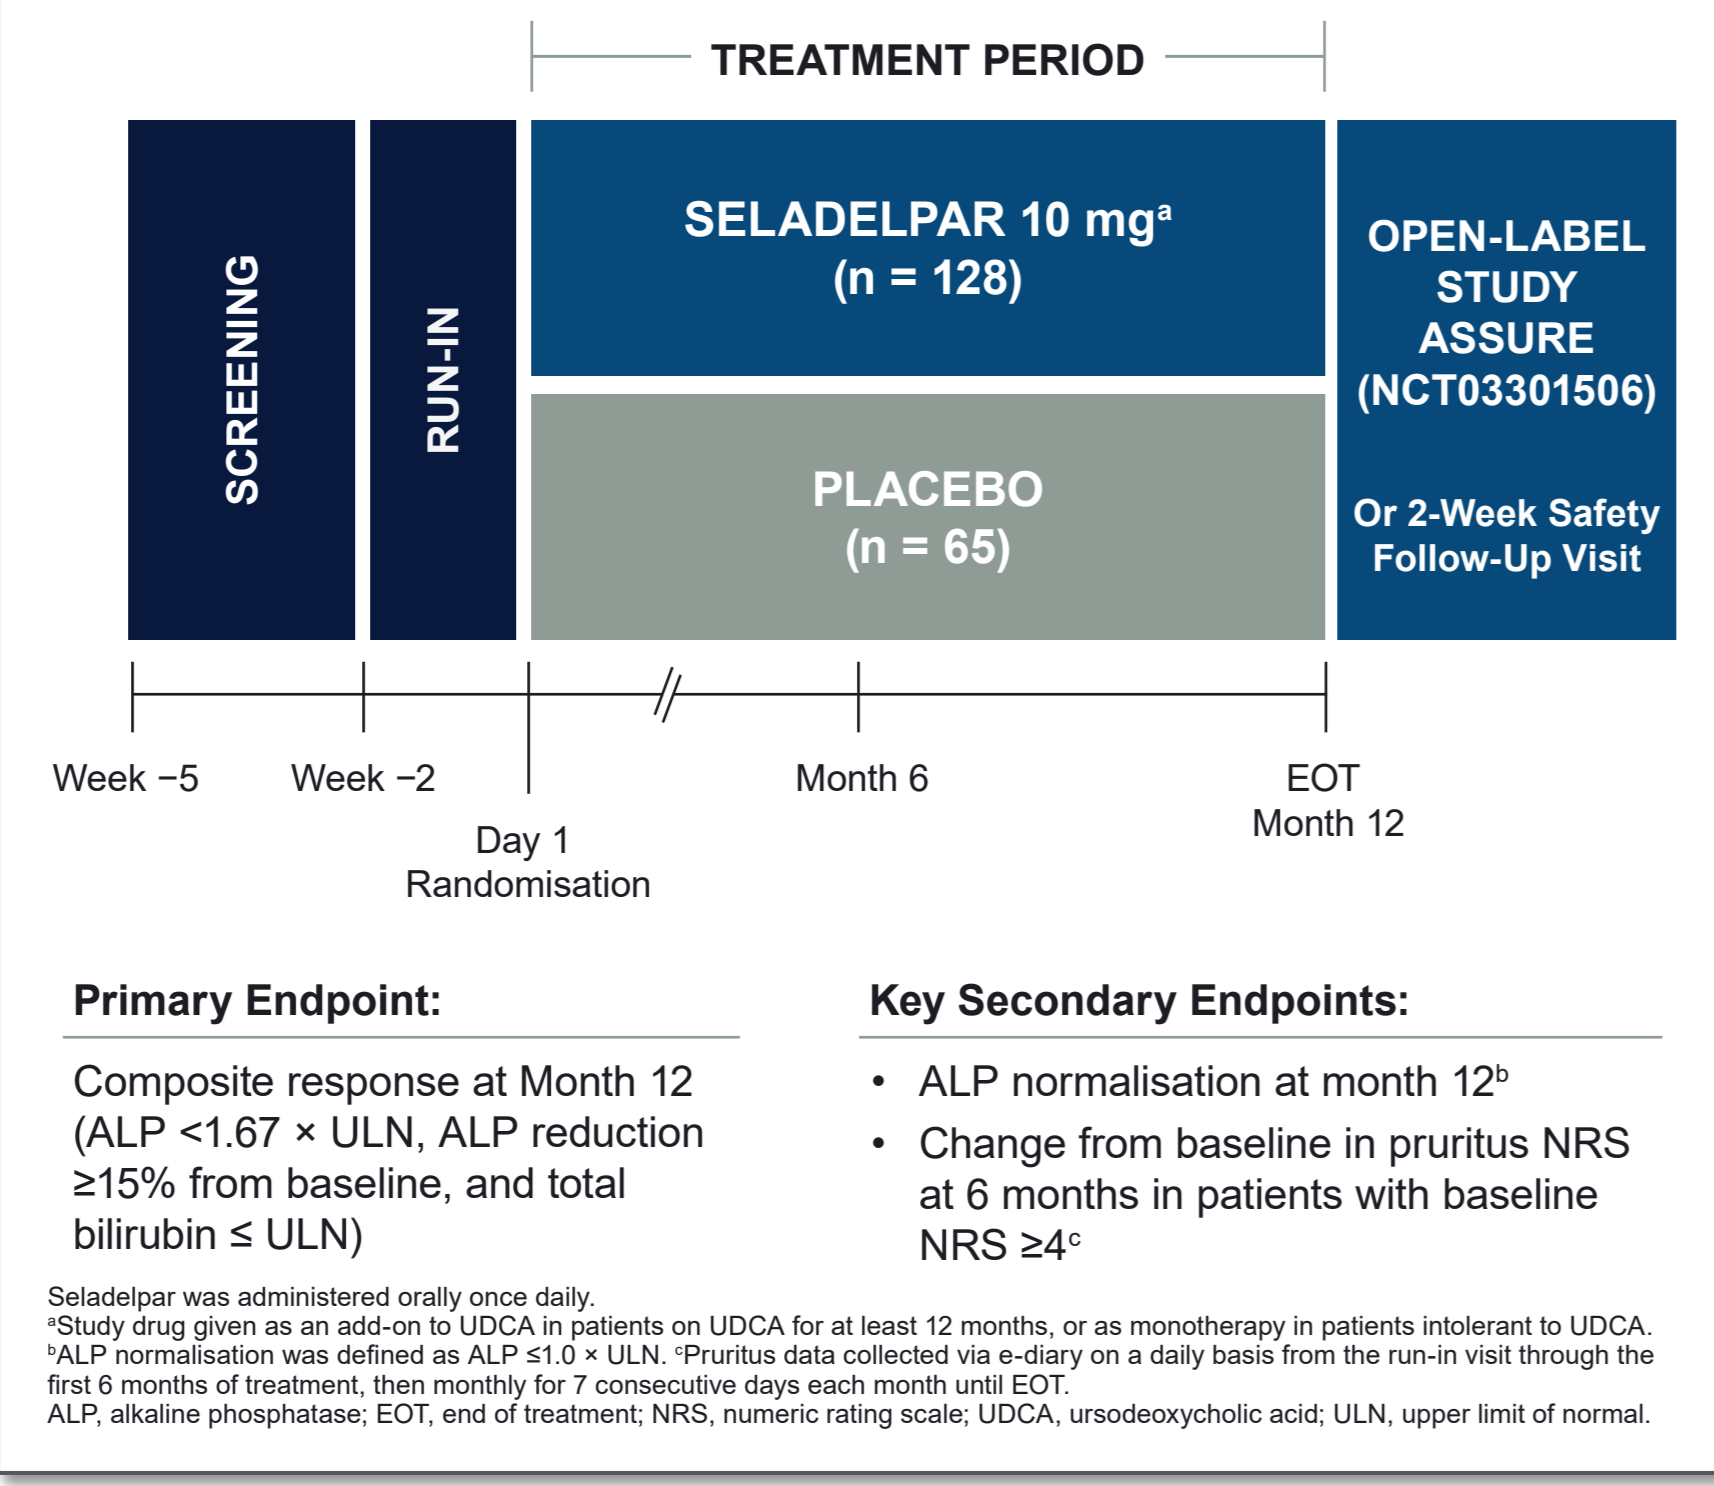 TREATMENT PERIOD
SCREENING
RUN-IN
SELADELPAR 10 mgᵃ
(n = 128)
PLACEBO
(n = 65)
OPEN-LABEL
STUDY
ASSURE
(NCT03301506)
Or 2-Week Safety
Follow-Up Visit
Week −5
Week −2
Day 1
Randomisation
Month 6
EOT
Month 12
Primary Endpoint:
Composite response at Month 12
(ALP <1.67 × ULN, ALP reduction
≥15% from baseline, and total
bilirubin ≤ ULN)
Key Secondary Endpoints:
• ALP normalisation at month 12ᵇ
• Change from baseline in pruritus NRS
at 6 months in patients with baseline
NRS ≥4ᶜ
Seladelpar was administered orally once daily.
ᵃStudy drug given as an add-on to UDCA in patients on UDCA for at least 12 months, or as monotherapy in patients intolerant to UDCA.
ᵇALP normalisation was defined as ALP ≤1.0 × ULN. ᶜPruritus data collected via e-diary on a daily basis from the run-in visit through the
first 6 months of treatment, then monthly for 7 consecutive days each month until EOT.
ALP, alkaline phosphatase; EOT, end of treatment; NRS, numeric rating scale; UDCA, ursodeoxycholic acid; ULN, upper limit of normal.